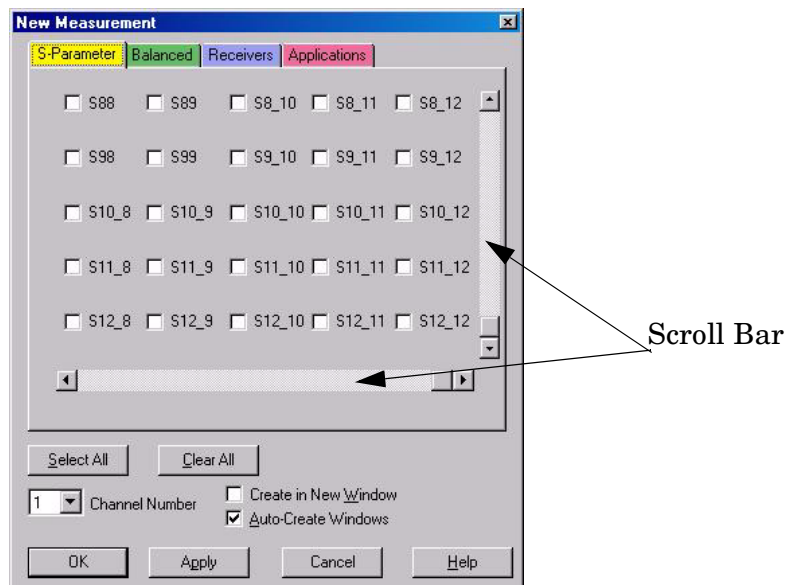 New Measurement
S-Parameter Balanced Receivers Applications
S88 S89 S8_10 S8_11 S8_12
S98 S99 S9_10 S9_11 S9_12
S10_8 S10_9 S10_10 S10_11 S10_12
S11_8 S11_9 S11_10 S11_11 S11_12
S12_8 S12_9 S12_10 S12_11 S12_12
Scroll Bar
Select All Clear All
1 Channel Number
Create in New Window
Auto-Create Windows
OK Apply Cancel Help